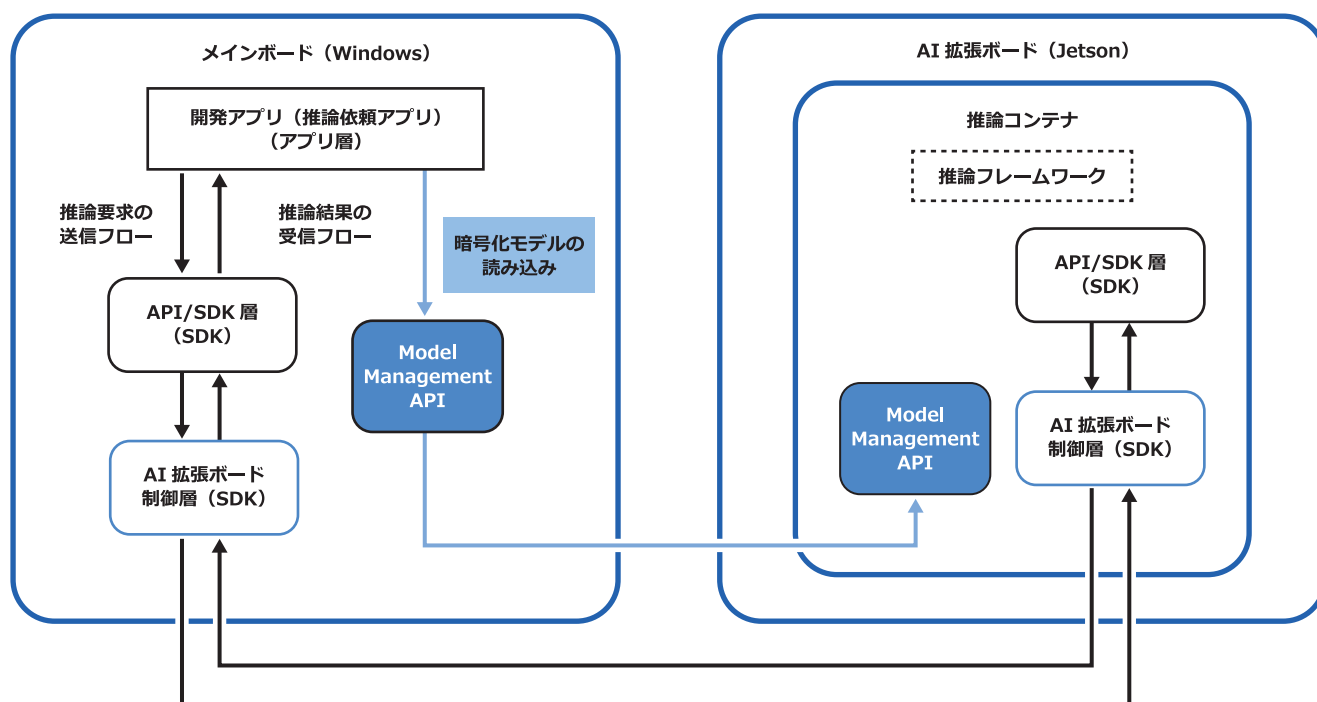 メインボード（Windows）
開発アプリ（推論依頼アプリ）
（アプリ層）
推論要求の
送信フロー
推論結果の
受信フロー
暗号化モデルの
読み込み
API/SDK 層
（SDK）
Model
Management
API
AI 拡張ボード
制御層（SDK）
AI 拡張ボード（Jetson）
推論コンテナ
推論フレームワーク
API/SDK 層
（SDK）
Model
Management
API
AI 拡張ボード
制御層（SDK）